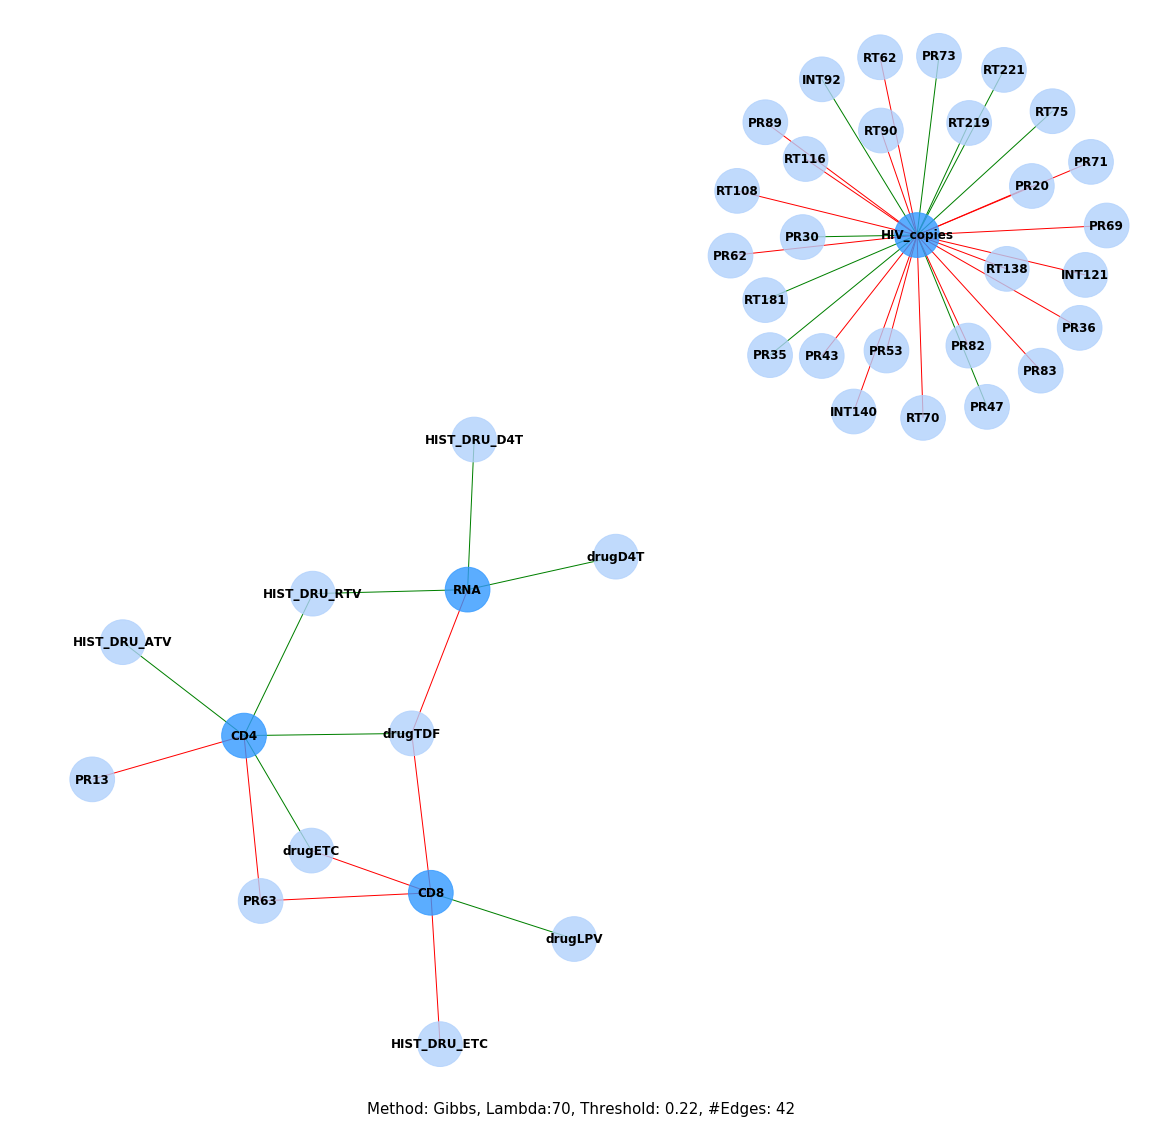 RT62
PR73
RT221
INT92
RT75
PR89
RT90
RT219
RT116
PR71
RT108
PR20
PR69
PR30
HIV_copies
PR62
RT138
INT121
RT181
PR36
PR35
PR43
PR53
PR82
PR83
INT140
RT70
PR47
HIST_DRU_D4T
drugD4T
HIST_DRU_RTV
RNA
HIST_DRU_ATV
CD4
drugTDF
PR13
drugETC
PR63
CD8
drugLPV
HIST_DRU_ETC
Method: Gibbs, Lambda:70, Threshold: 0.22, #Edges: 42